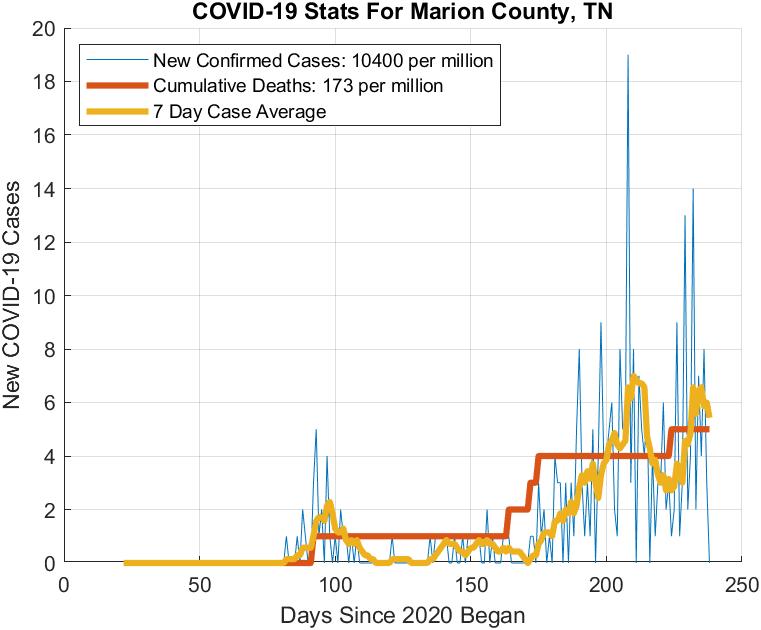 COVID-19 Stats For Marion County, TN
New Confirmed Cases: 10400 per million
Cumulative Deaths: 173 per million
7 Day Case Average
New COVID-19 Cases
20
18
16
14
12
10
8
6
4
2
0
0 50 100 150 200 250
Days Since 2020 Began